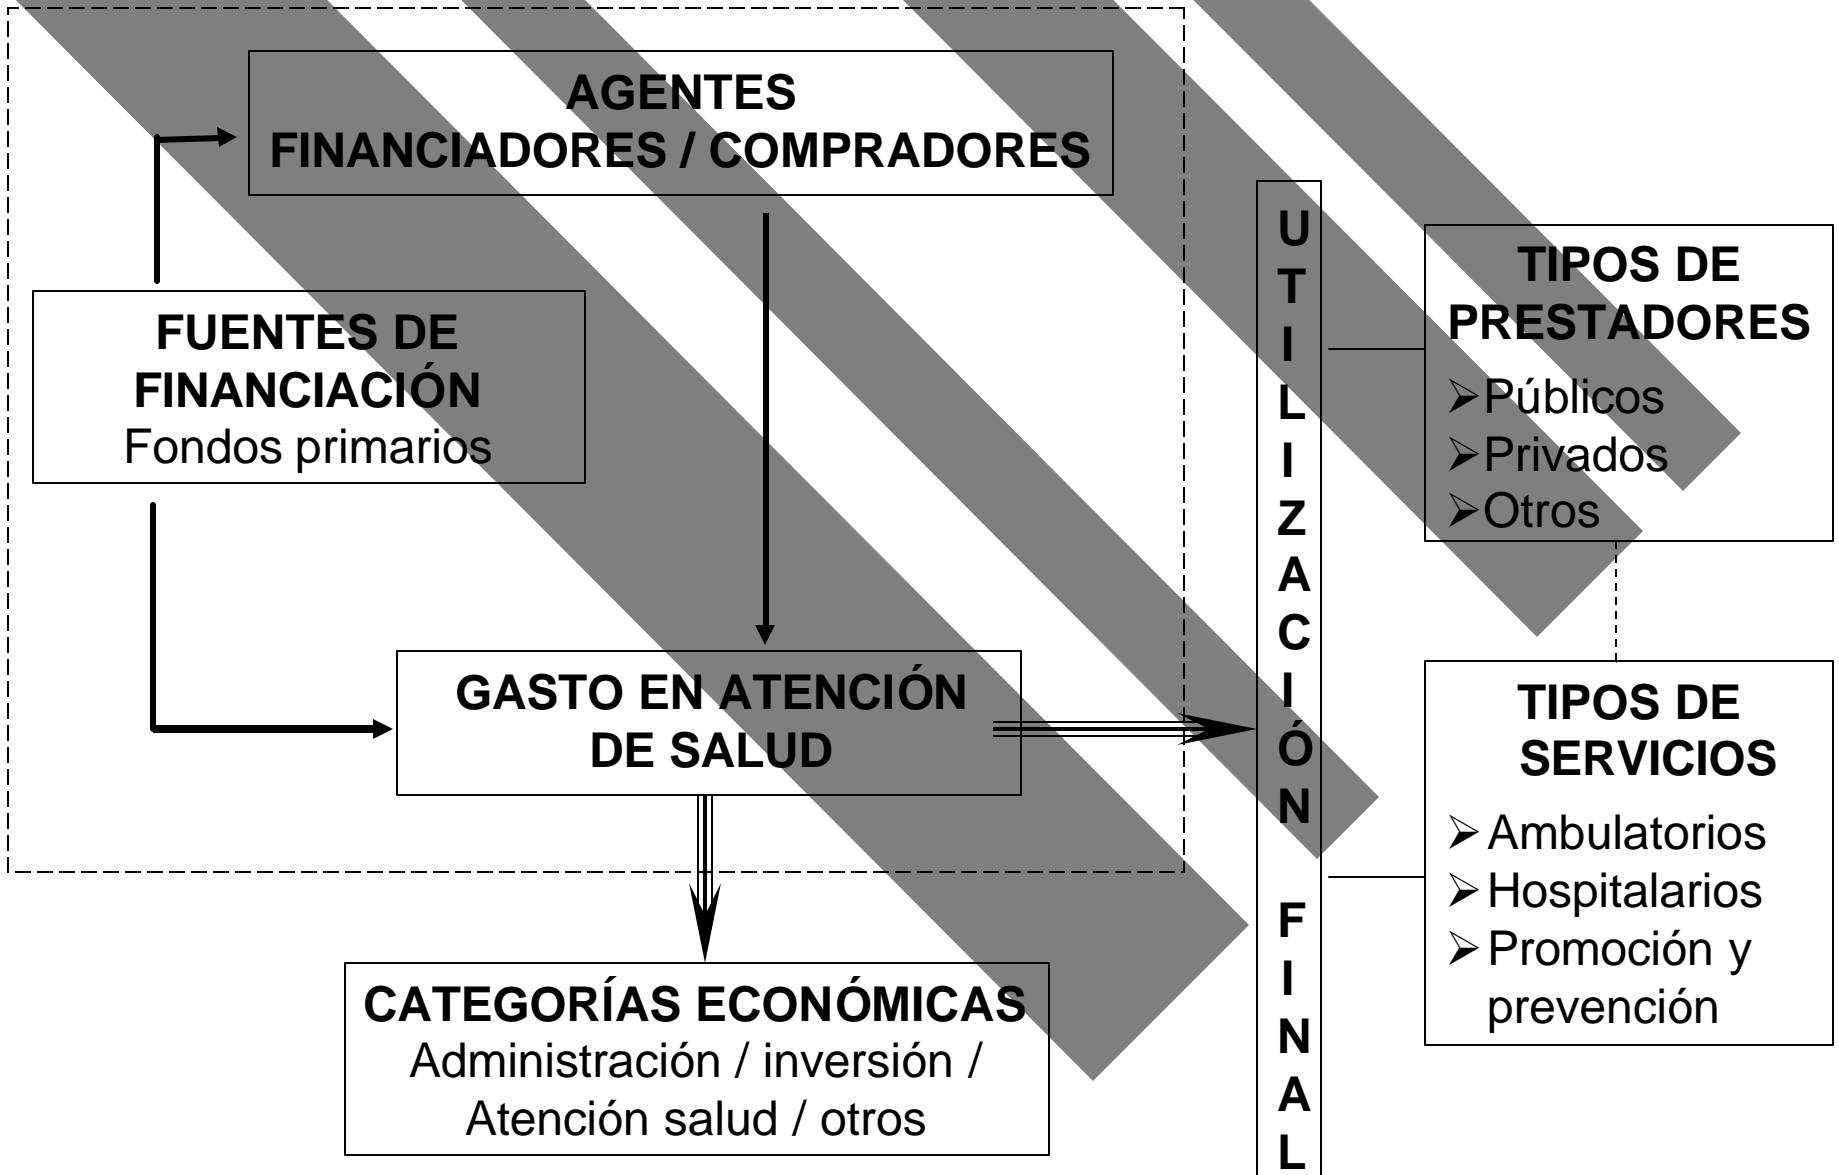 AGENTES
FINANCIADORES / COMPRADORES
FUENTES DE
FINANCIACIÓN
Fondos primarios
GASTO EN ATENCIÓN
DE SALUD
CATEGORÍAS ECONÓMICAS
Administración / inversión /
Atención salud / otros
UTILIZACIÓN FINAL
TIPOS DE
PRESTADORES
➢Públicos
➢Privados
➢Otros
TIPOS DE
SERVICIOS
➢Ambulatorios
➢Hospitalarios
➢Promoción y
prevención